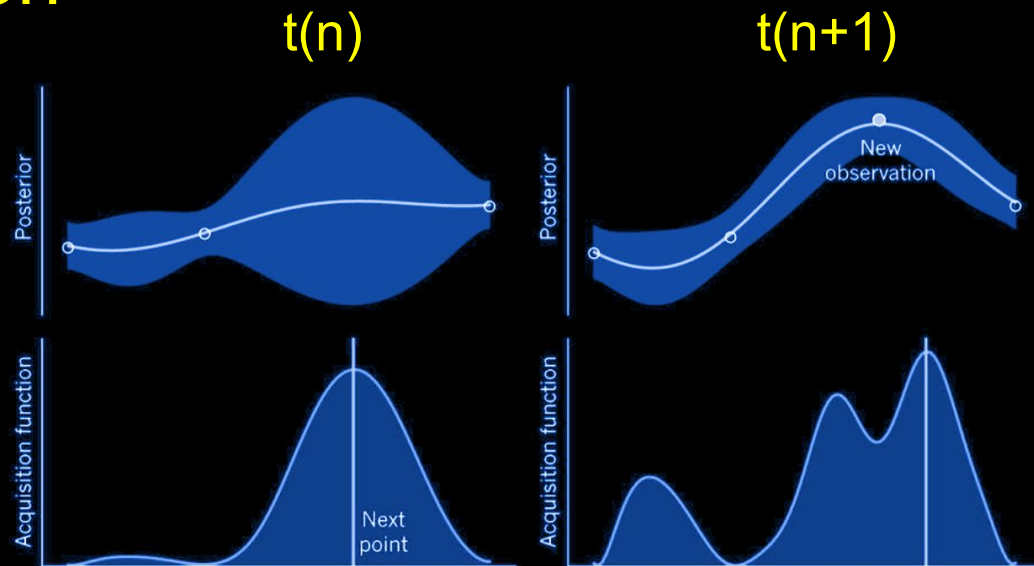 t(n)
t(n+1)
Posterior
Posterior
New
observation
Acquisition function
Next
point
Acquisition function